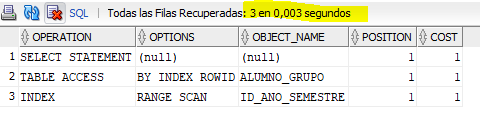 SQL | Todas las Filas Recuperadas: 3 en 0,003 segundos
OPERATION OPTIONS OBJECT_NAME POSITION COST
1 SELECT STATEMENT (null) (null) 1 1
2 TABLE ACCESS BY INDEX ROWID ALUMNO_GRUPO 1 1
3 INDEX RANGE SCAN ID_ANO_SEMESTRE 1 1